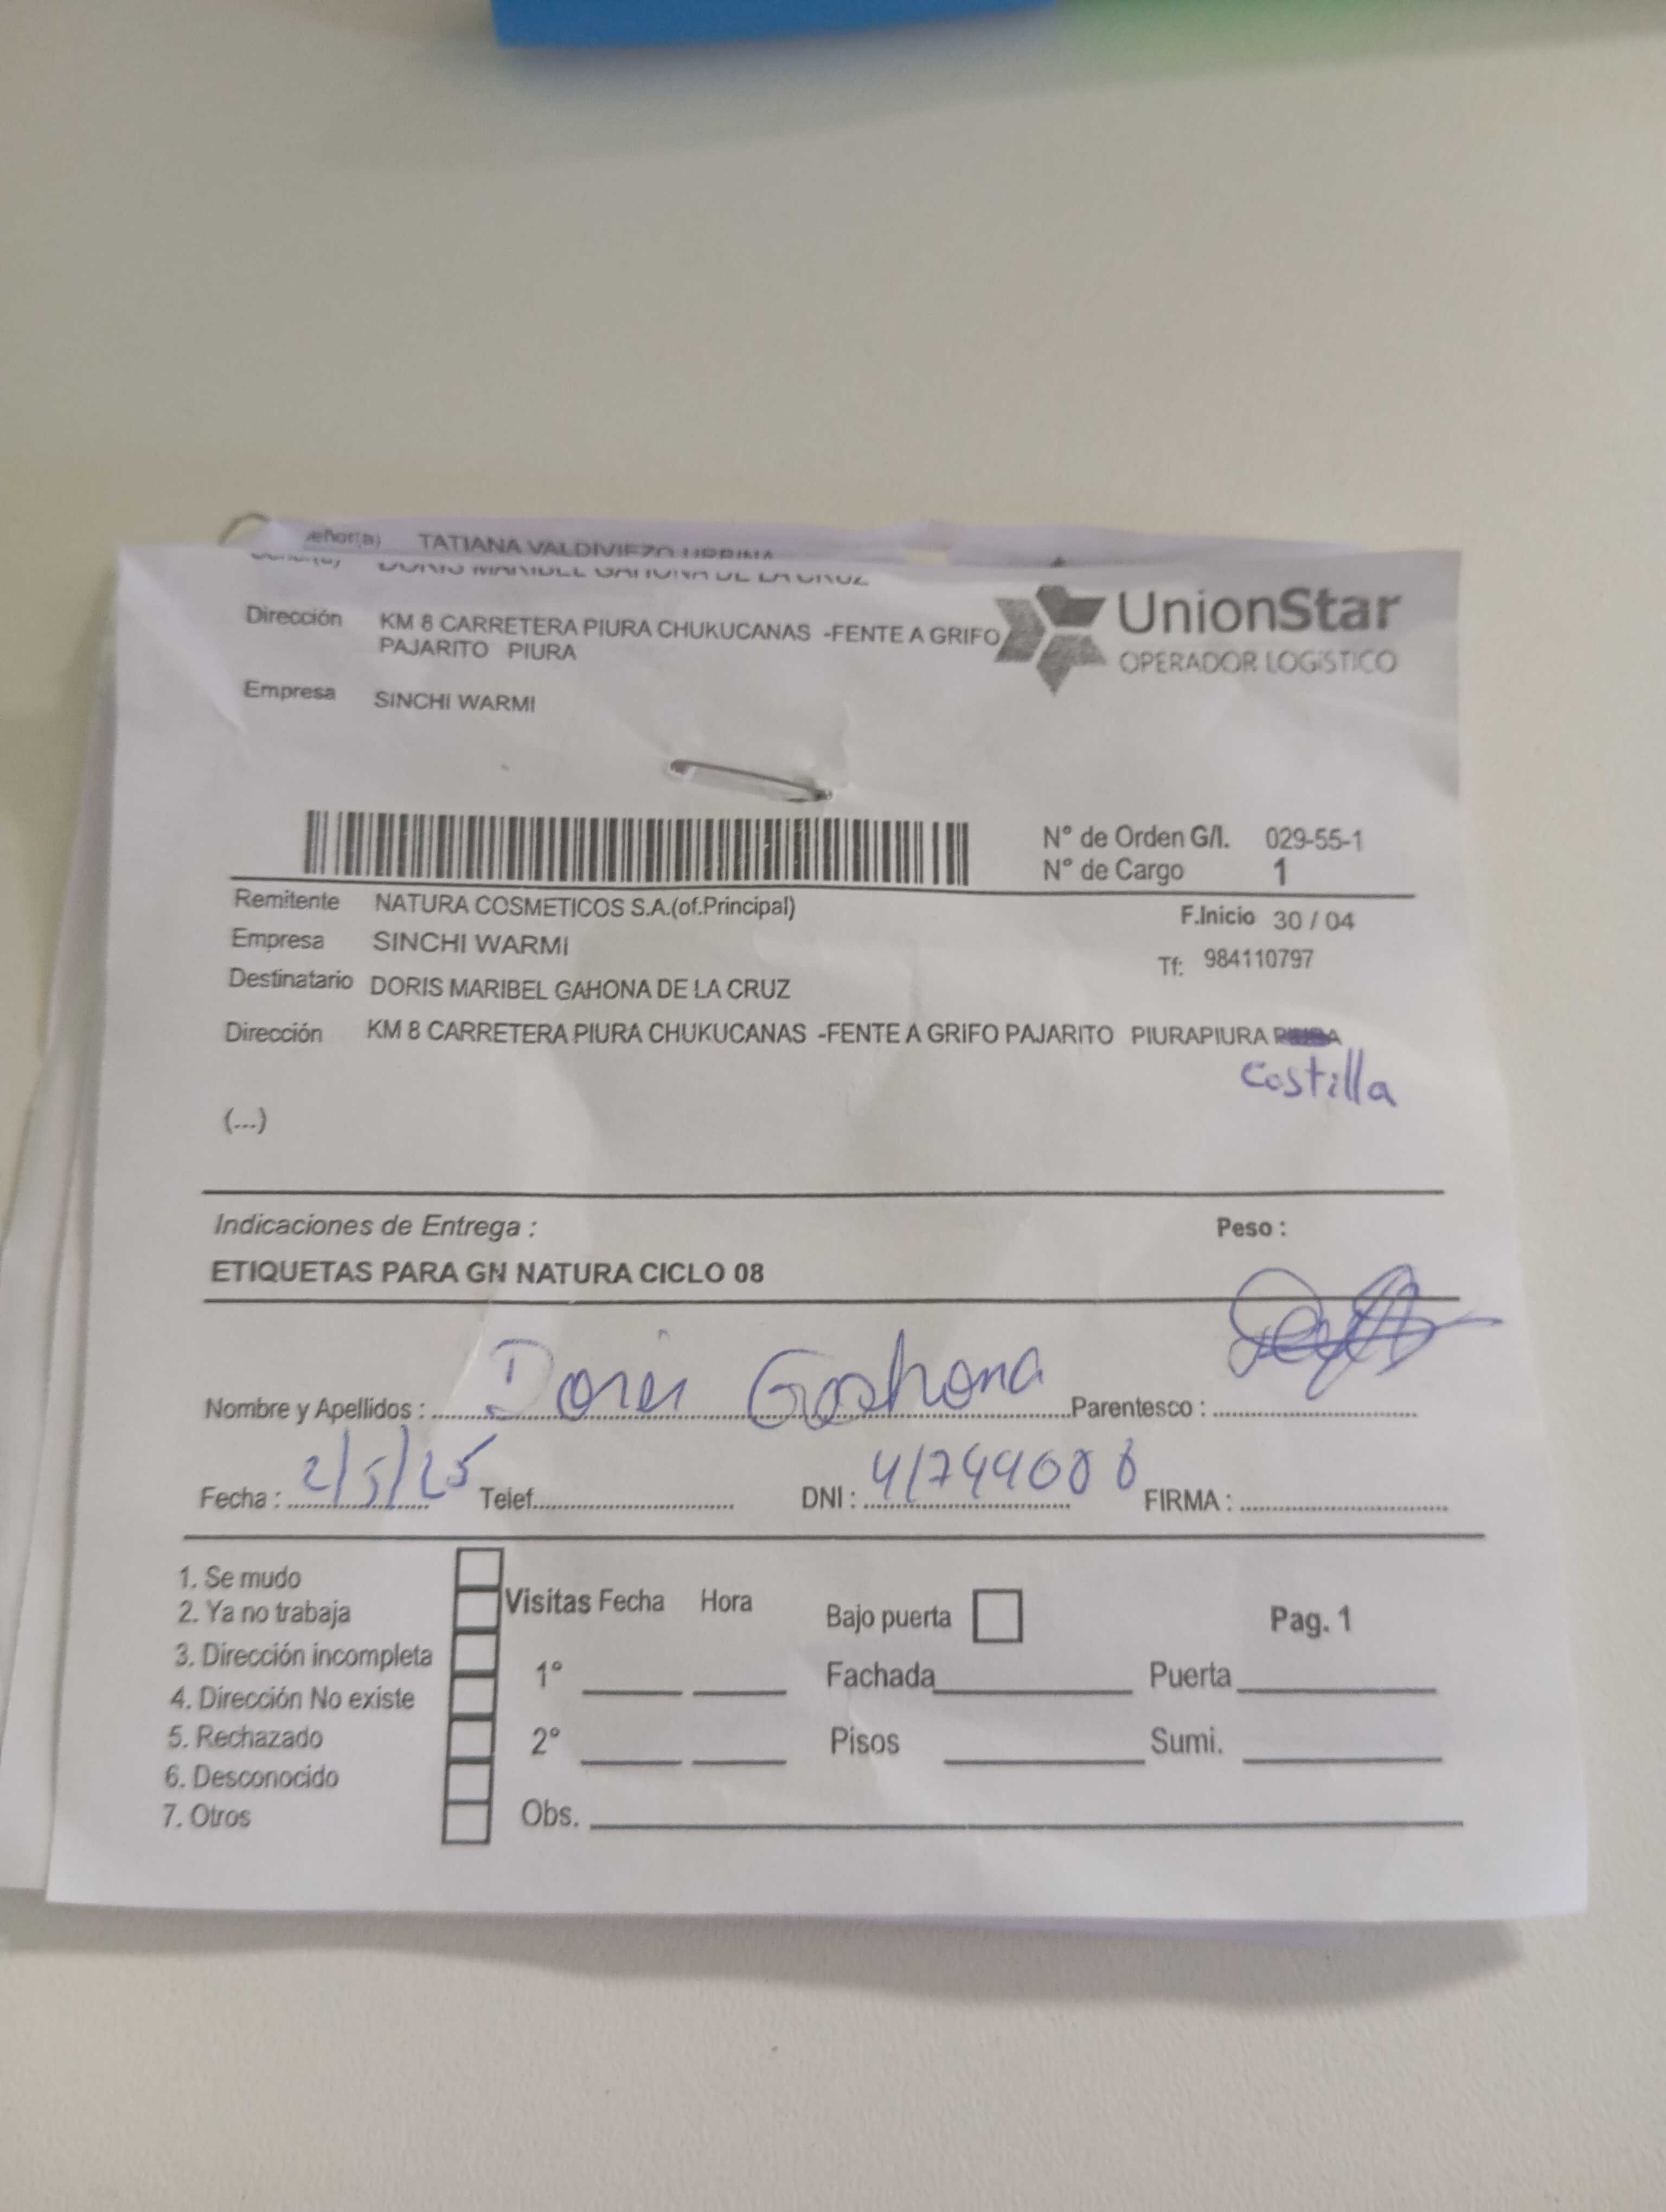 eñor(a) TATIANA VALDIVIEZO URBINA
DORIS MARIBEL GAHONA DE LA CRUZ
Dirección KM 8 CARRETERA PIURA CHUKUCANAS -FENTE A GRIFO
PAJARITO PIURA
UnionStar
OPERADOR LOGíSTICO
Empresa SINCHI WARMI
N° de Orden G/I. 029-55-1
N° de Cargo 1
Remitente NATURA COSMETICOS S.A.(of.Principal)
F.Inicio 30 / 04
Empresa SINCHI WARMI
Tf: 984110797
Destinatario DORIS MARIBEL GAHONA DE LA CRUZ
Dirección KM 8 CARRETERA PIURA CHUKUCANAS -FENTE A GRIFO PAJARITO PIURAPIURA
Castilla
(...)
Indicaciones de Entrega : Peso :
ETIQUETAS PARA GN NATURA CICLO 08
Nombre y Apellidos : Doris Gahona Parentesco :
Fecha : 2/5/25 Telef. DNI : FIRMA :
1. Se mudo
2. Ya no trabaja
3. Dirección incompleta
4. Dirección No existe
5. Rechazado
6. Desconocido
7. Otros
Visitas Fecha Hora
1°
2°
Obs.
Bajo puerta
Fachada Puerta
Pisos Sumi.
Pag. 1